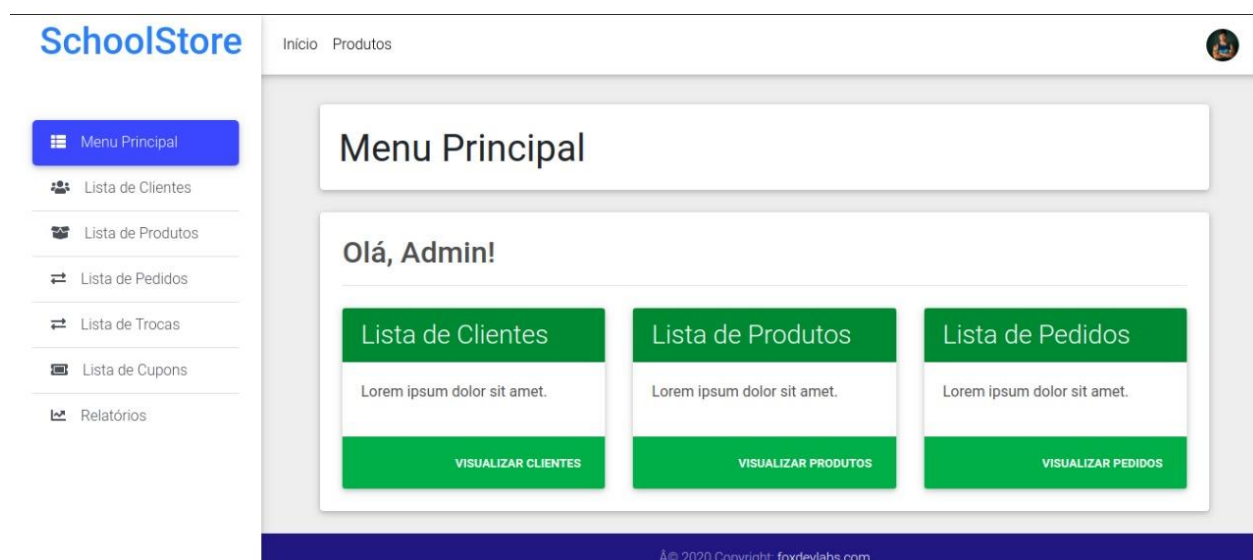 SchoolStore
Início Produtos
Menu Principal
Lista de Clientes
Lista de Produtos
Lista de Pedidos
Lista de Trocas
Lista de Cupons
Relatórios
Menu Principal
Olá, Admin!
Lista de Clientes
Lorem ipsum dolor sit amet.
VISUALIZAR CLIENTES
Lista de Produtos
Lorem ipsum dolor sit amet.
VISUALIZAR PRODUTOS
Lista de Pedidos
Lorem ipsum dolor sit amet.
VISUALIZAR PEDIDOS
Â© 2020 Copyright: foxdevlabs.com